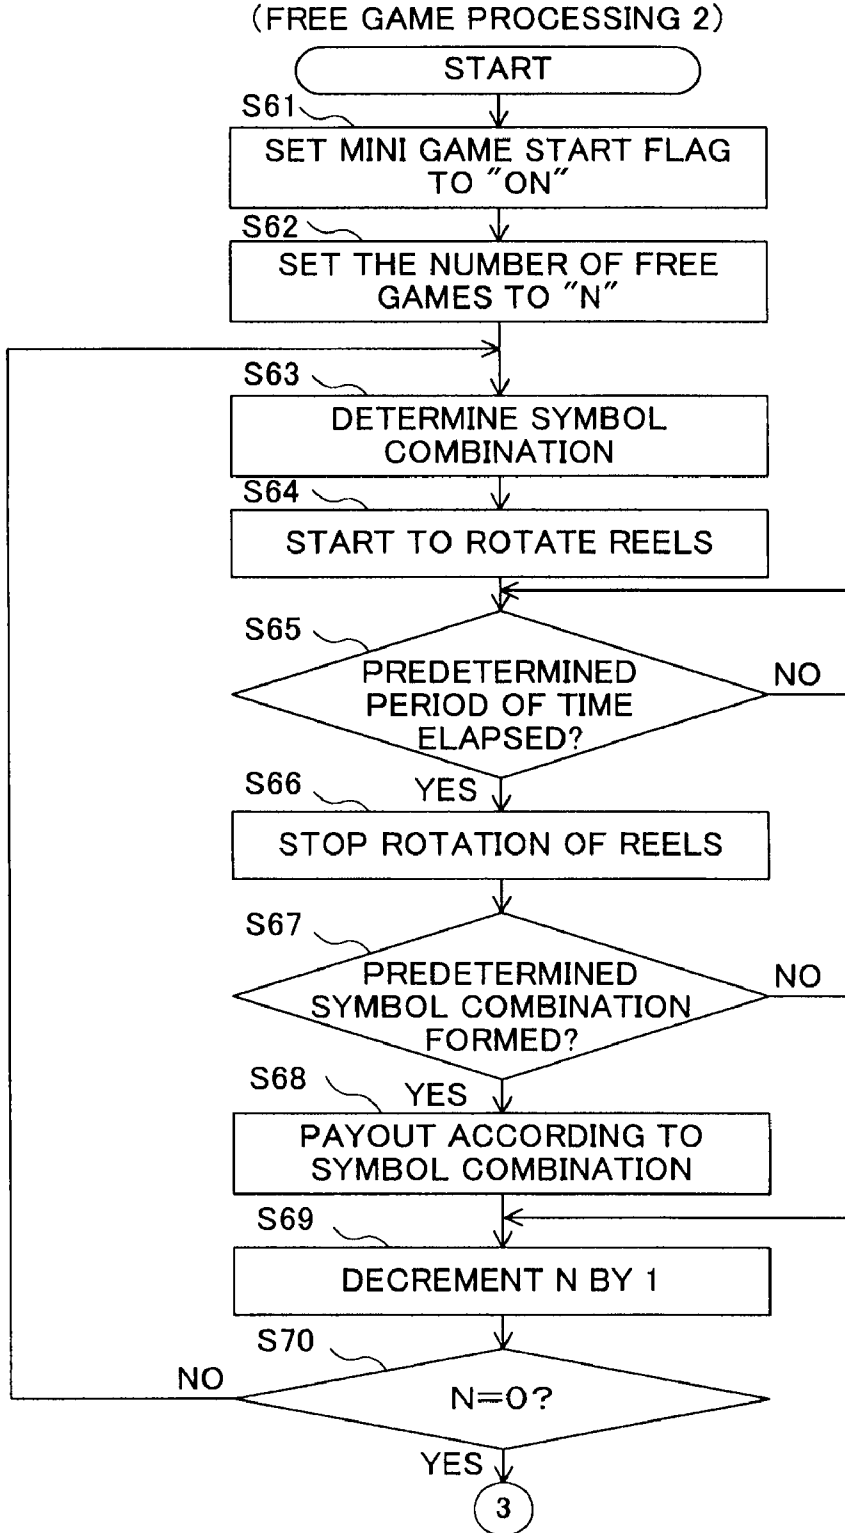 (FREE GAME PROCESSING 2)
START
S61
SET MINI GAME START FLAG
TO "ON"
S62
SET THE NUMBER OF FREE
GAMES TO "N"
S63
DETERMINE SYMBOL
COMBINATION
S64
START TO ROTATE REELS
S65
PREDETERMINED
PERIOD OF TIME
ELAPSED?
NO
YES
S66
STOP ROTATION OF REELS
S67
PREDETERMINED
SYMBOL COMBINATION
FORMED?
NO
YES
S68
PAYOUT ACCORDING TO
SYMBOL COMBINATION
S69
DECREMENT N BY 1
S70
NO
N=0?
YES
3